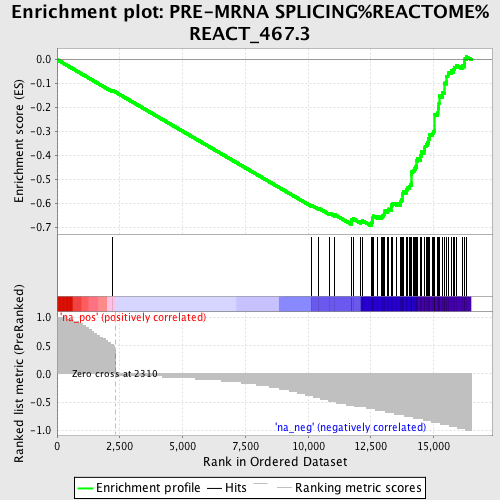 Enrichment plot: PRE-MRNA SPLICING%REACTOME%
REACT_467.3
Enrichment score (ES)
0.0
-0.1
-0.2
-0.3
-0.4
-0.5
-0.6
-0.7
Ranked list metric (PreRanked)
1.0
0.5
0.0
-0.5
-1.0
'na_pos' (positively correlated)
Zero cross at 2310
'na_neg' (negatively correlated)
0
2,500
5,000
7,500
10,000
12,500
15,000
Rank in Ordered Dataset
Enrichment profile
Hits
Ranking metric scores